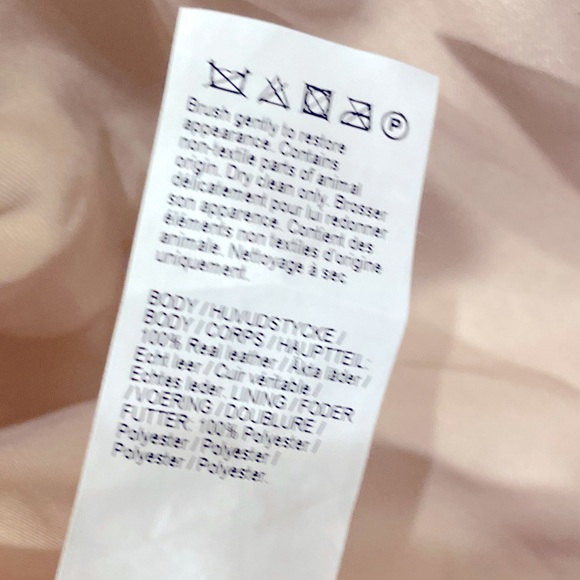 P
Brush gently to restore
appearance. Contains
non-textile parts of animal
origin. Dry clean only. Brosser
délicatement pour lui redonner
son apparence. Contient des
éléments non textiles d'origine
animale. Nettoyage à sec
uniquement.
BODY / HUVUDSTYCKE /
BODY / CORPS / HAUPTTEIL:
100% Real leather / Äkta läder /
Echt leer / Cuir véritable /
Echtes leder. LINING / FODER
/ VOERING / DOUBLURE /
FUTTER: 100% Polyester /
Polyester / Polyester /
Polyester / Polyester.